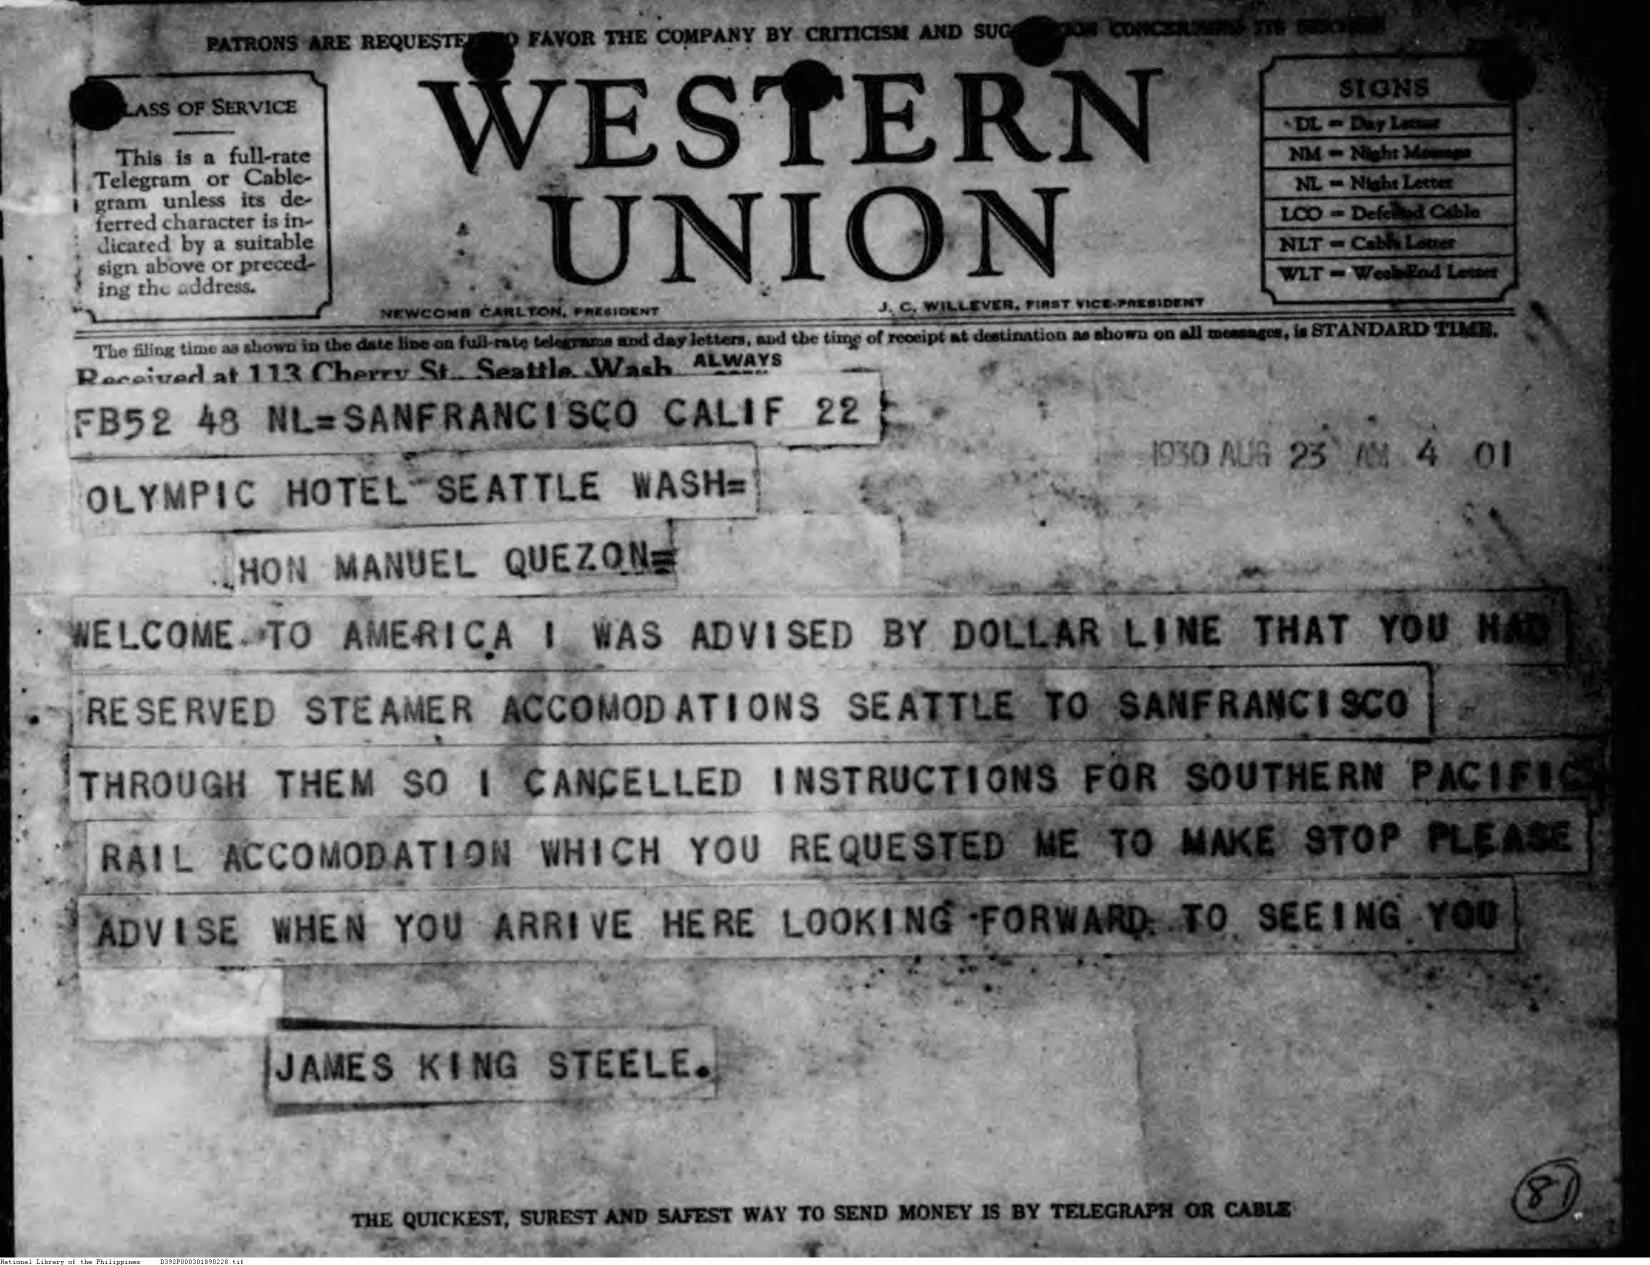 PATRONS ARE REQUESTED TO FAVOR THE COMPANY BY CRITICISM AND SUGGESTION CONCERNING ITS SERVICE
CLASS OF SERVICE
This is a full-rate
Telegram or Cable-
gram unless its de-
ferred character is in-
dicated by a suitable
sign above or preced-
ing the address.
WESTERN
UNION
NEWCOMB CARLTON, PRESIDENT
J. C. WILLEVER, FIRST VICE-PRESIDENT
SIGNS
DL = Day Letter
NM = Night Message
NL = Night Letter
LCO = Deferred Cable
NLT = Cable Letter
WLT = Week-End Letter
The filing time as shown in the date line on full-rate telegrams and day letters, and the time of receipt at destination as shown on all messages, is STANDARD TIME.
Received at 113 Cherry St., Seattle, Wash. ALWAYS
FB52 48 NL=SANFRANCISCO CALIF 22
1930 AUG 23 AM 4 01
OLYMPIC HOTEL SEATTLE WASH=
HON MANUEL QUEZON=
WELCOME TO AMERICA I WAS ADVISED BY DOLLAR LINE THAT YOU HAD
RESERVED STEAMER ACCOMODATIONS SEATTLE TO SANFRANCISCO
THROUGH THEM SO I CANCELLED INSTRUCTIONS FOR SOUTHERN PACIFIC
RAIL ACCOMODATION WHICH YOU REQUESTED ME TO MAKE STOP PLEASE
ADVISE WHEN YOU ARRIVE HERE LOOKING FORWARD TO SEEING YOU
JAMES KING STEELE.
THE QUICKEST, SUREST AND SAFEST WAY TO SEND MONEY IS BY TELEGRAPH OR CABLE
81
National Library of the Philippines D392P000301890228.tif